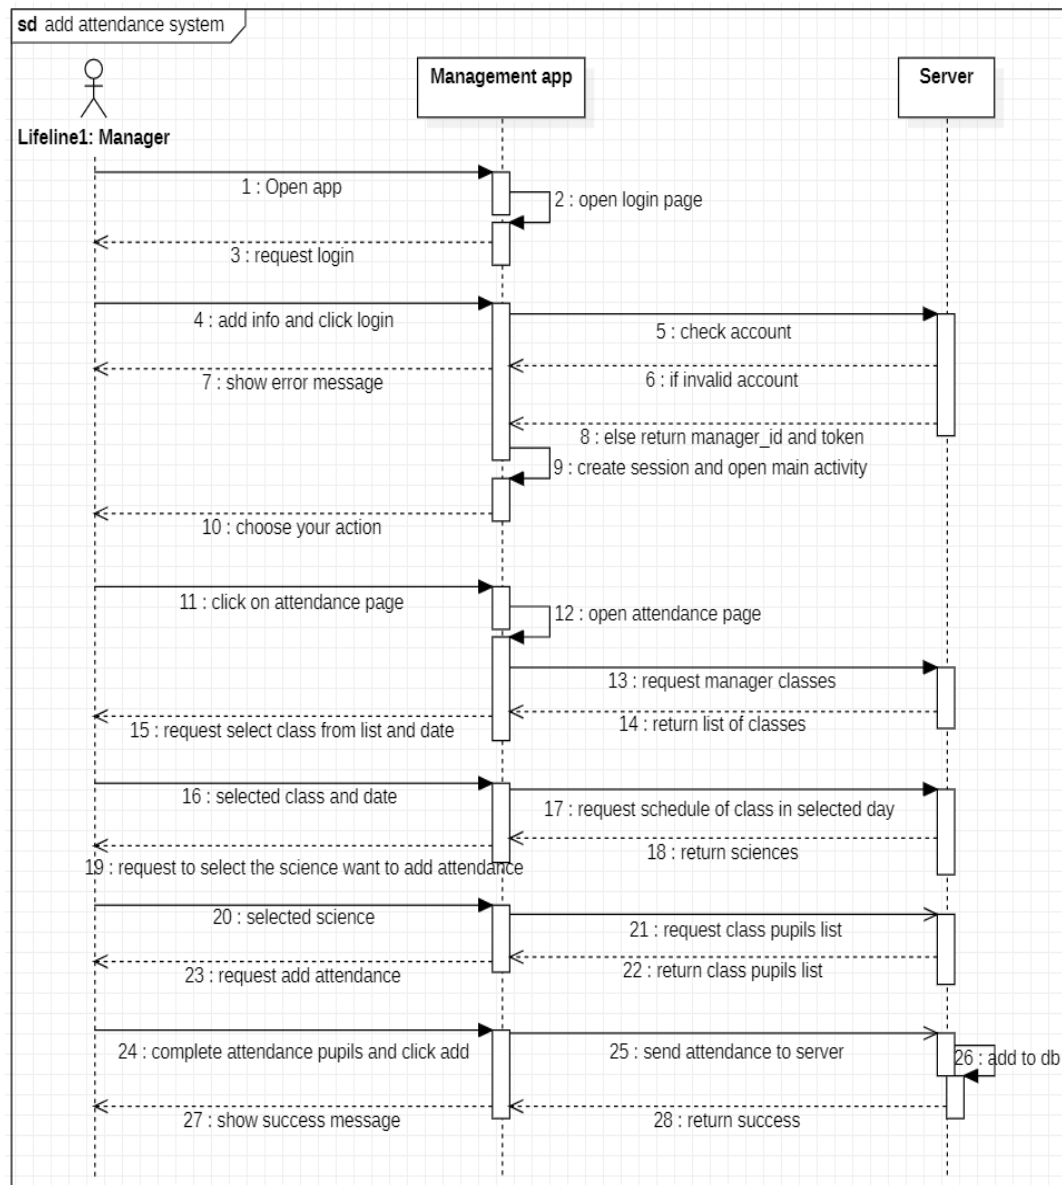 sd add attendance system
Management app
Server
Lifeline1: Manager
1 : Open app
2 : open login page
3 : request login
4 : add info and click login
5 : check account
6 : if invalid account
7 : show error message
8 : else return manager_id and token
9 : create session and open main activity
10 : choose your action
11 : click on attendance page
12 : open attendance page
13 : request manager classes
14 : return list of classes
15 : request select class from list and date
16 : selected class and date
17 : request schedule of class in selected day
18 : return sciences
19 : request to select the science want to add attendance
20 : selected science
21 : request class pupils list
22 : return class pupils list
23 : request add attendance
24 : complete attendance pupils and click add
25 : send attendance to server
26 : add to db
27 : show success message
28 : return success